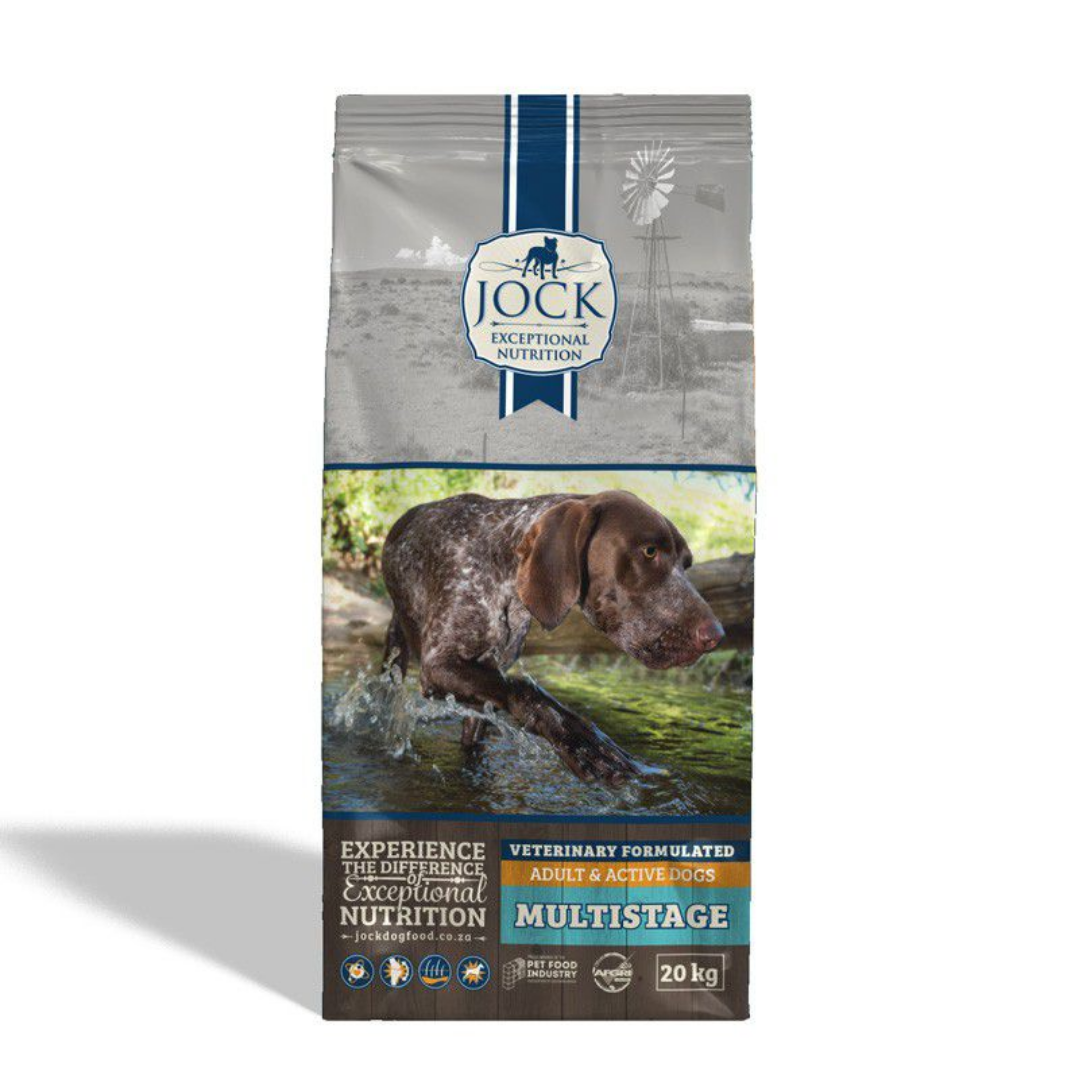 JOCK
EXCEPTIONAL
NUTRITION
EXPERIENCE
THE DIFFERENCE
of
Exceptional
NUTRITION
jockdogfood.co.za
VETERINARY FORMULATED
ADULT & ACTIVE DOGS
MULTISTAGE
PET FOOD
INDUSTRY
AFGRI
20 kg